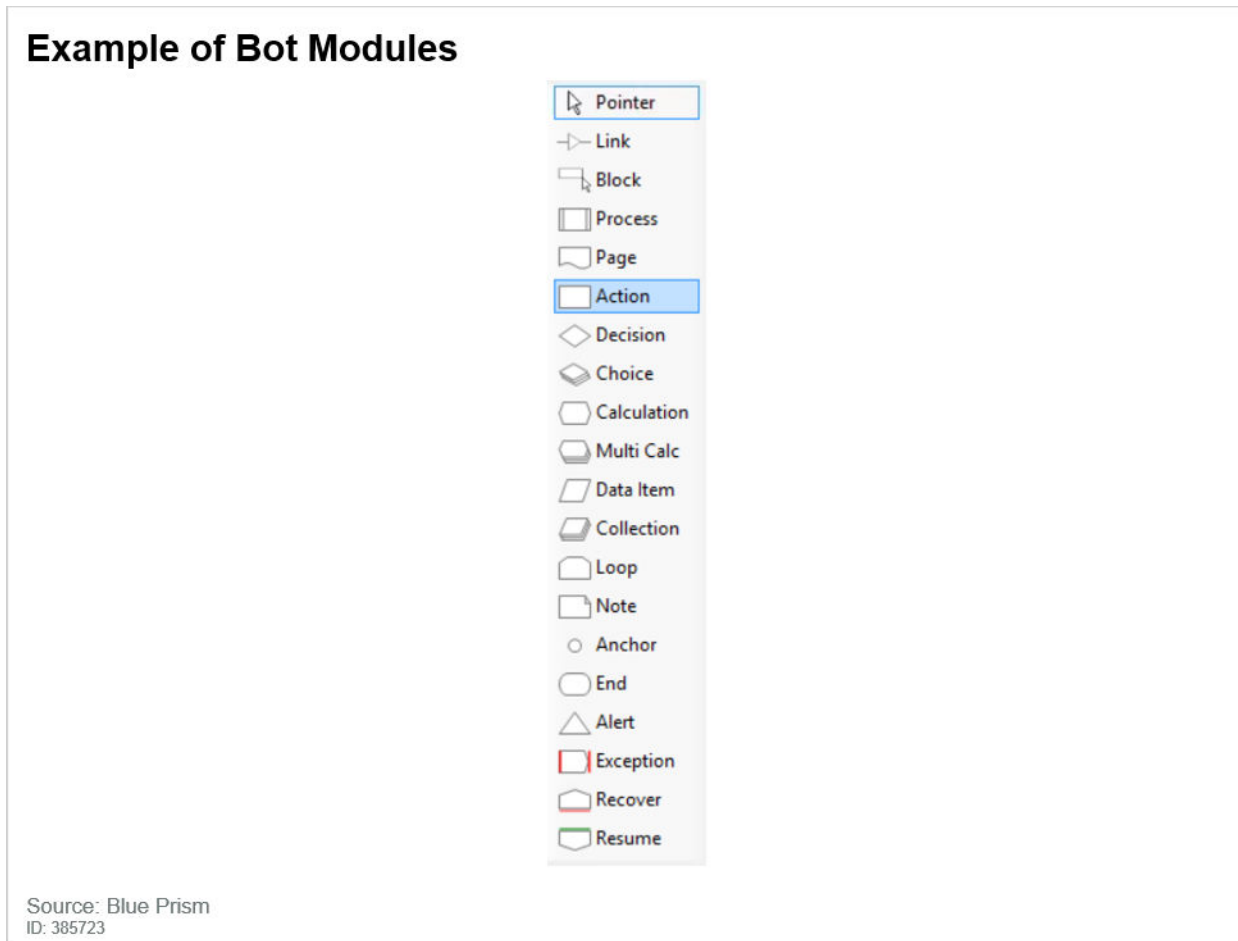 Example of Bot Modules
Pointer
Link
Block
Process
Page
Action
Decision
Choice
Calculation
Multi Calc
Data Item
Collection
Loop
Note
Anchor
End
Alert
Exception
Recover
Resume
Source: Blue Prism
ID: 385723